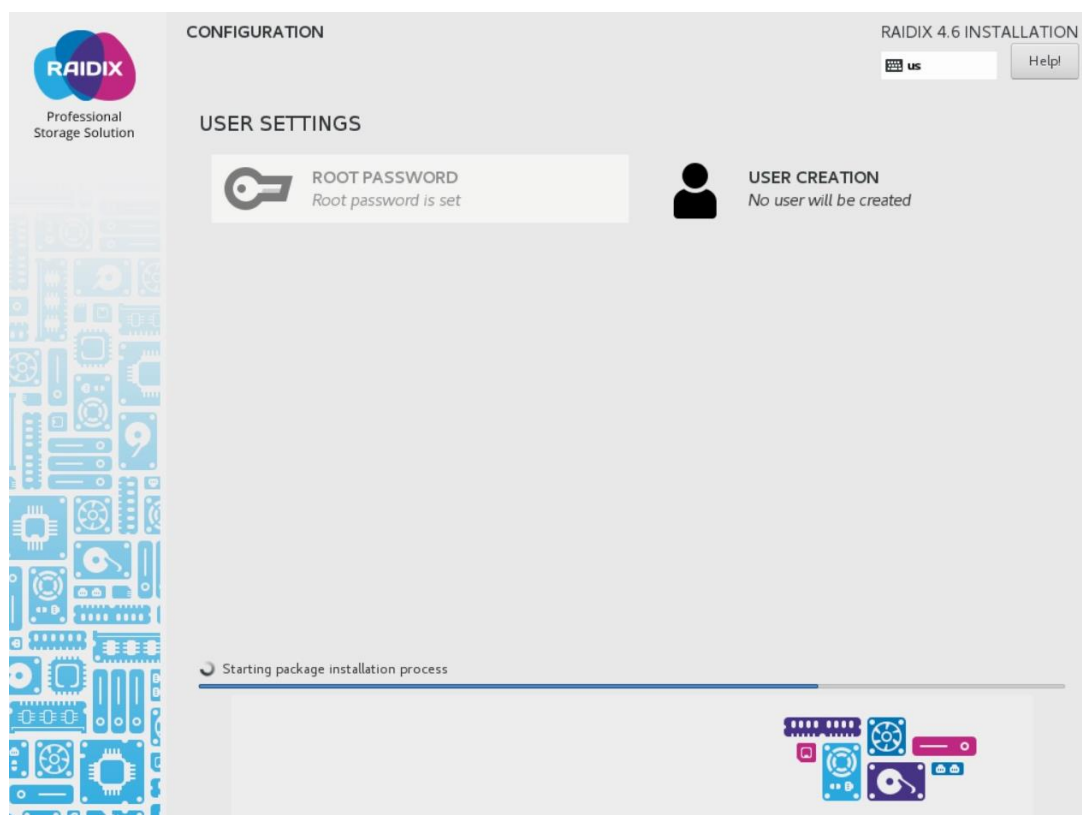 RAIDIX
Professional
Storage Solution
CONFIGURATION
RAIDIX 4.6 INSTALLATION
us
Help!
USER SETTINGS
ROOT PASSWORD
Root password is set
USER CREATION
No user will be created
Starting package installation process